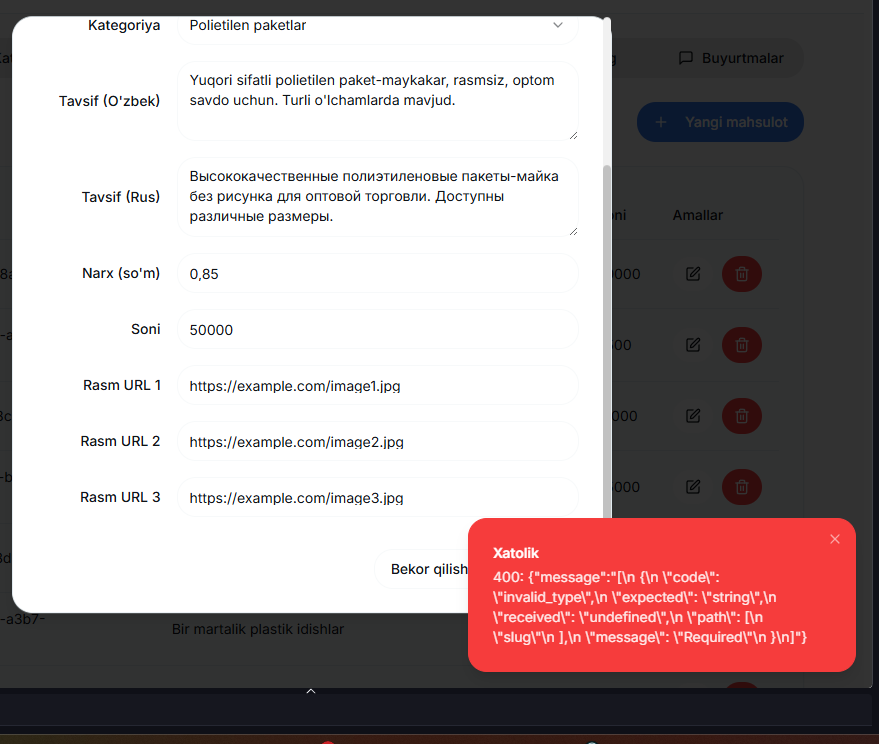 Kategoriya
Polietilen paketlar
Buyurtmalar
Tavsif (O'zbek)
Yuqori sifatli polietilen paket-maykakar, rasmsiz, optom
savdo uchun. Turli o'lchamlarda mavjud.
Yangi mahsulot
Tavsif (Rus)
Высококачественные полиэтиленовые пакеты-майка
без рисунка для оптовой торговли. Доступны
различные размеры.
Amallar
Narx (so'm)
0,85
Soni
50000
Rasm URL 1
https://example.com/image1.jpg
Rasm URL 2
https://example.com/image2.jpg
Rasm URL 3
https://example.com/image3.jpg
Bekor qilish
Xatolik
400: {"message":"[\n {\n \"code\":
\"invalid_type\",\n \"expected\": \"string\",\n
\"received\": \"undefined\",\n \"path\": [\n
\"slug\"\n ],\n \"message\": \"Required\"\n }\n]"}
-a3b7-
Bir martalik plastik idishlar